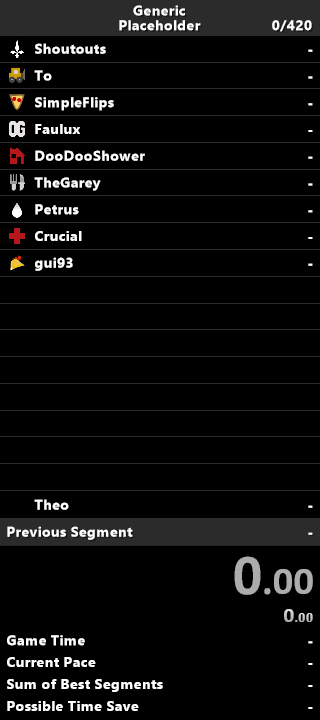 Generic
Placeholder 0/420
Shoutouts -
To -
SimpleFlips -
OG Faulux -
DooDooShower -
TheGarey -
Petrus -
Crucial -
gui93 -
Theo -
Previous Segment -
0.00
0.00
Game Time -
Current Pace -
Sum of Best Segments -
Possible Time Save -